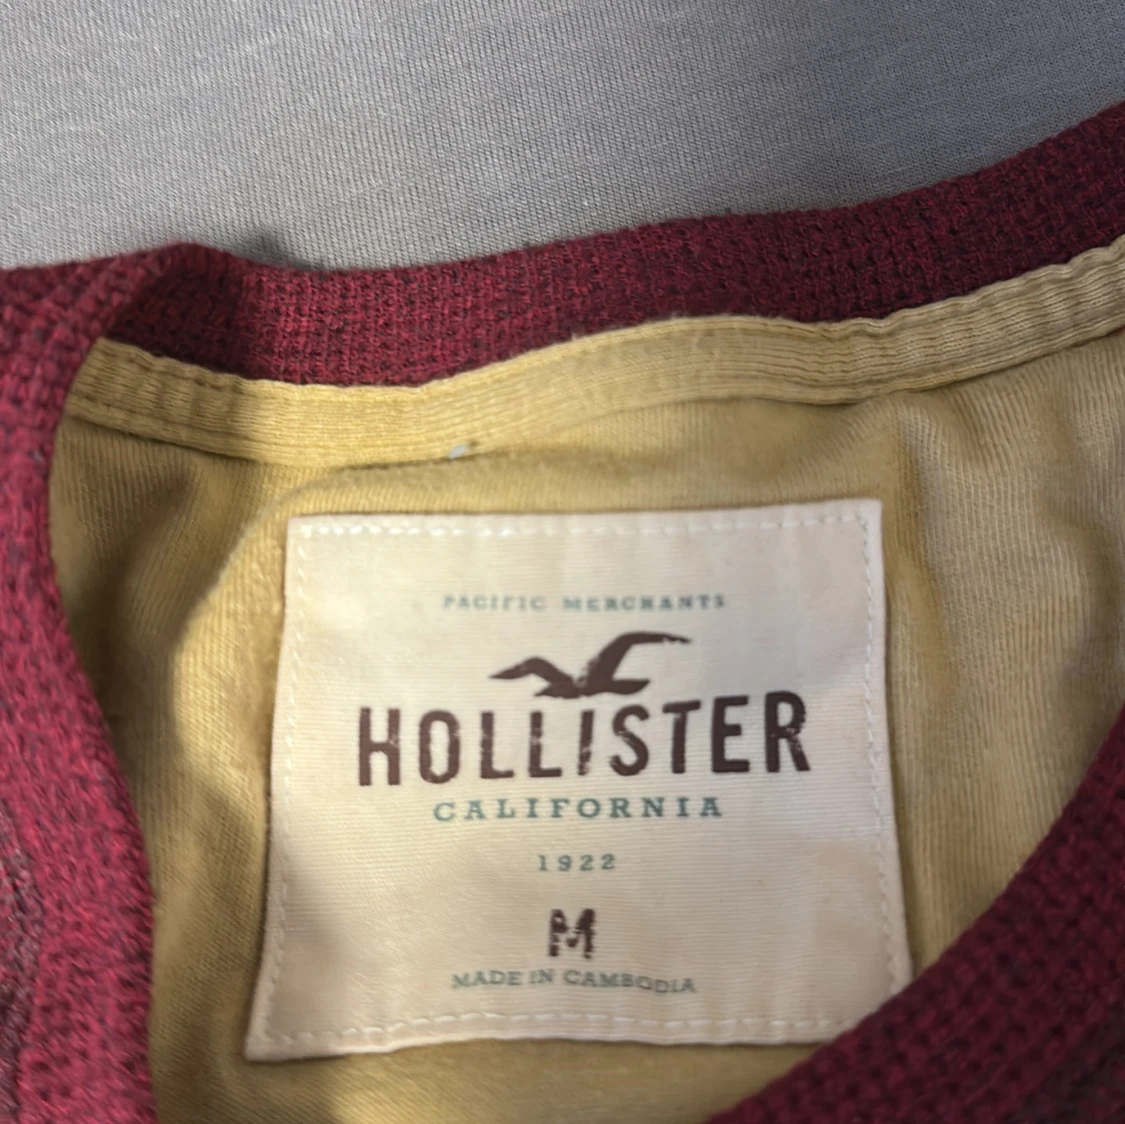 PACIFIC MERCHANTS
HOLLISTER
CALIFORNIA
1922
M
MADE IN CAMBODIA